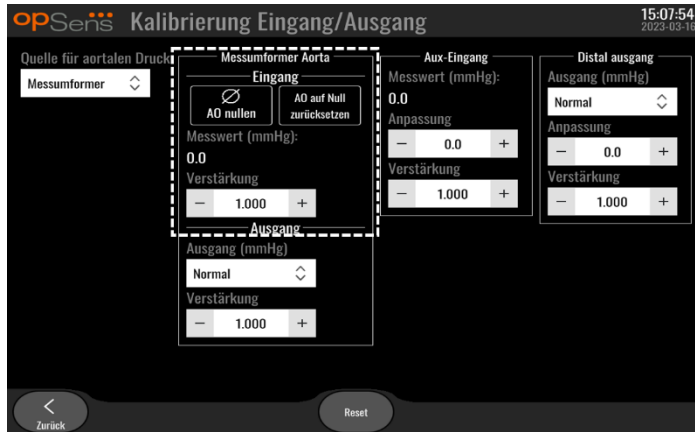 opSens Kalibrierung Eingang/Ausgang
15:07:54
2023-03-16
Quelle für aortalen Druck
Messumformer
Messumformer Aorta
Eingang
AO nullen
AO auf Null
zurücksetzen
Messwert (mmHg):
0.0
Verstärkung
− 1.000 +
Ausgang
Ausgang (mmHg)
Normal
Verstärkung
− 1.000 +
Aux-Eingang
Messwert (mmHg):
0.0
Anpassung
− 0.0 +
Verstärkung
− 1.000 +
Distal ausgang
Ausgang (mmHg)
Normal
Anpassung
− 0.0 +
Verstärkung
− 1.000 +
Zurück
Reset